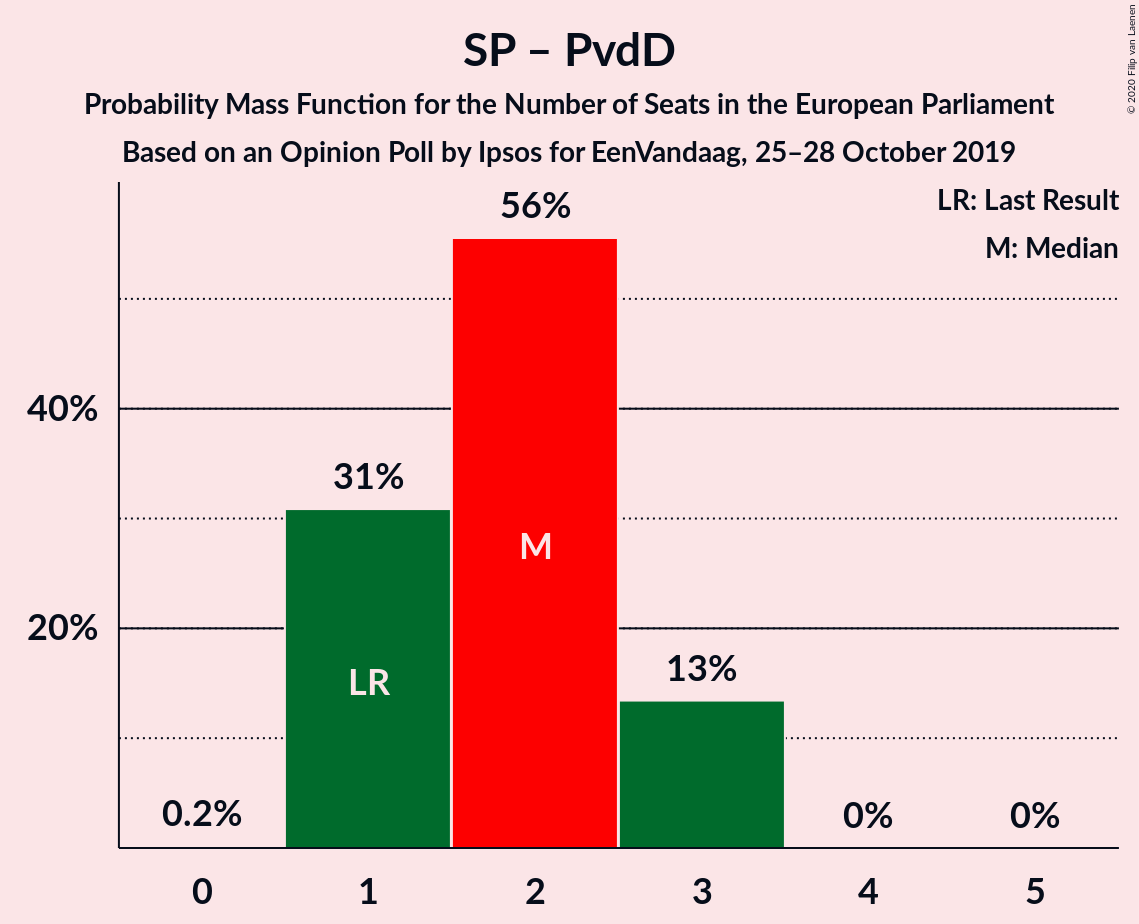 SP – PvdD
Probability Mass Function for the Number of Seats in the European Parliament
Based on an Opinion Poll by Ipsos for EenVandaag, 25–28 October 2019
© 2020 Filip van Laenen
LR: Last Result
M: Median
56%
40%
31%
M
20%
13%
LR
0.2%
0%
0%
0
1
2
3
4
5